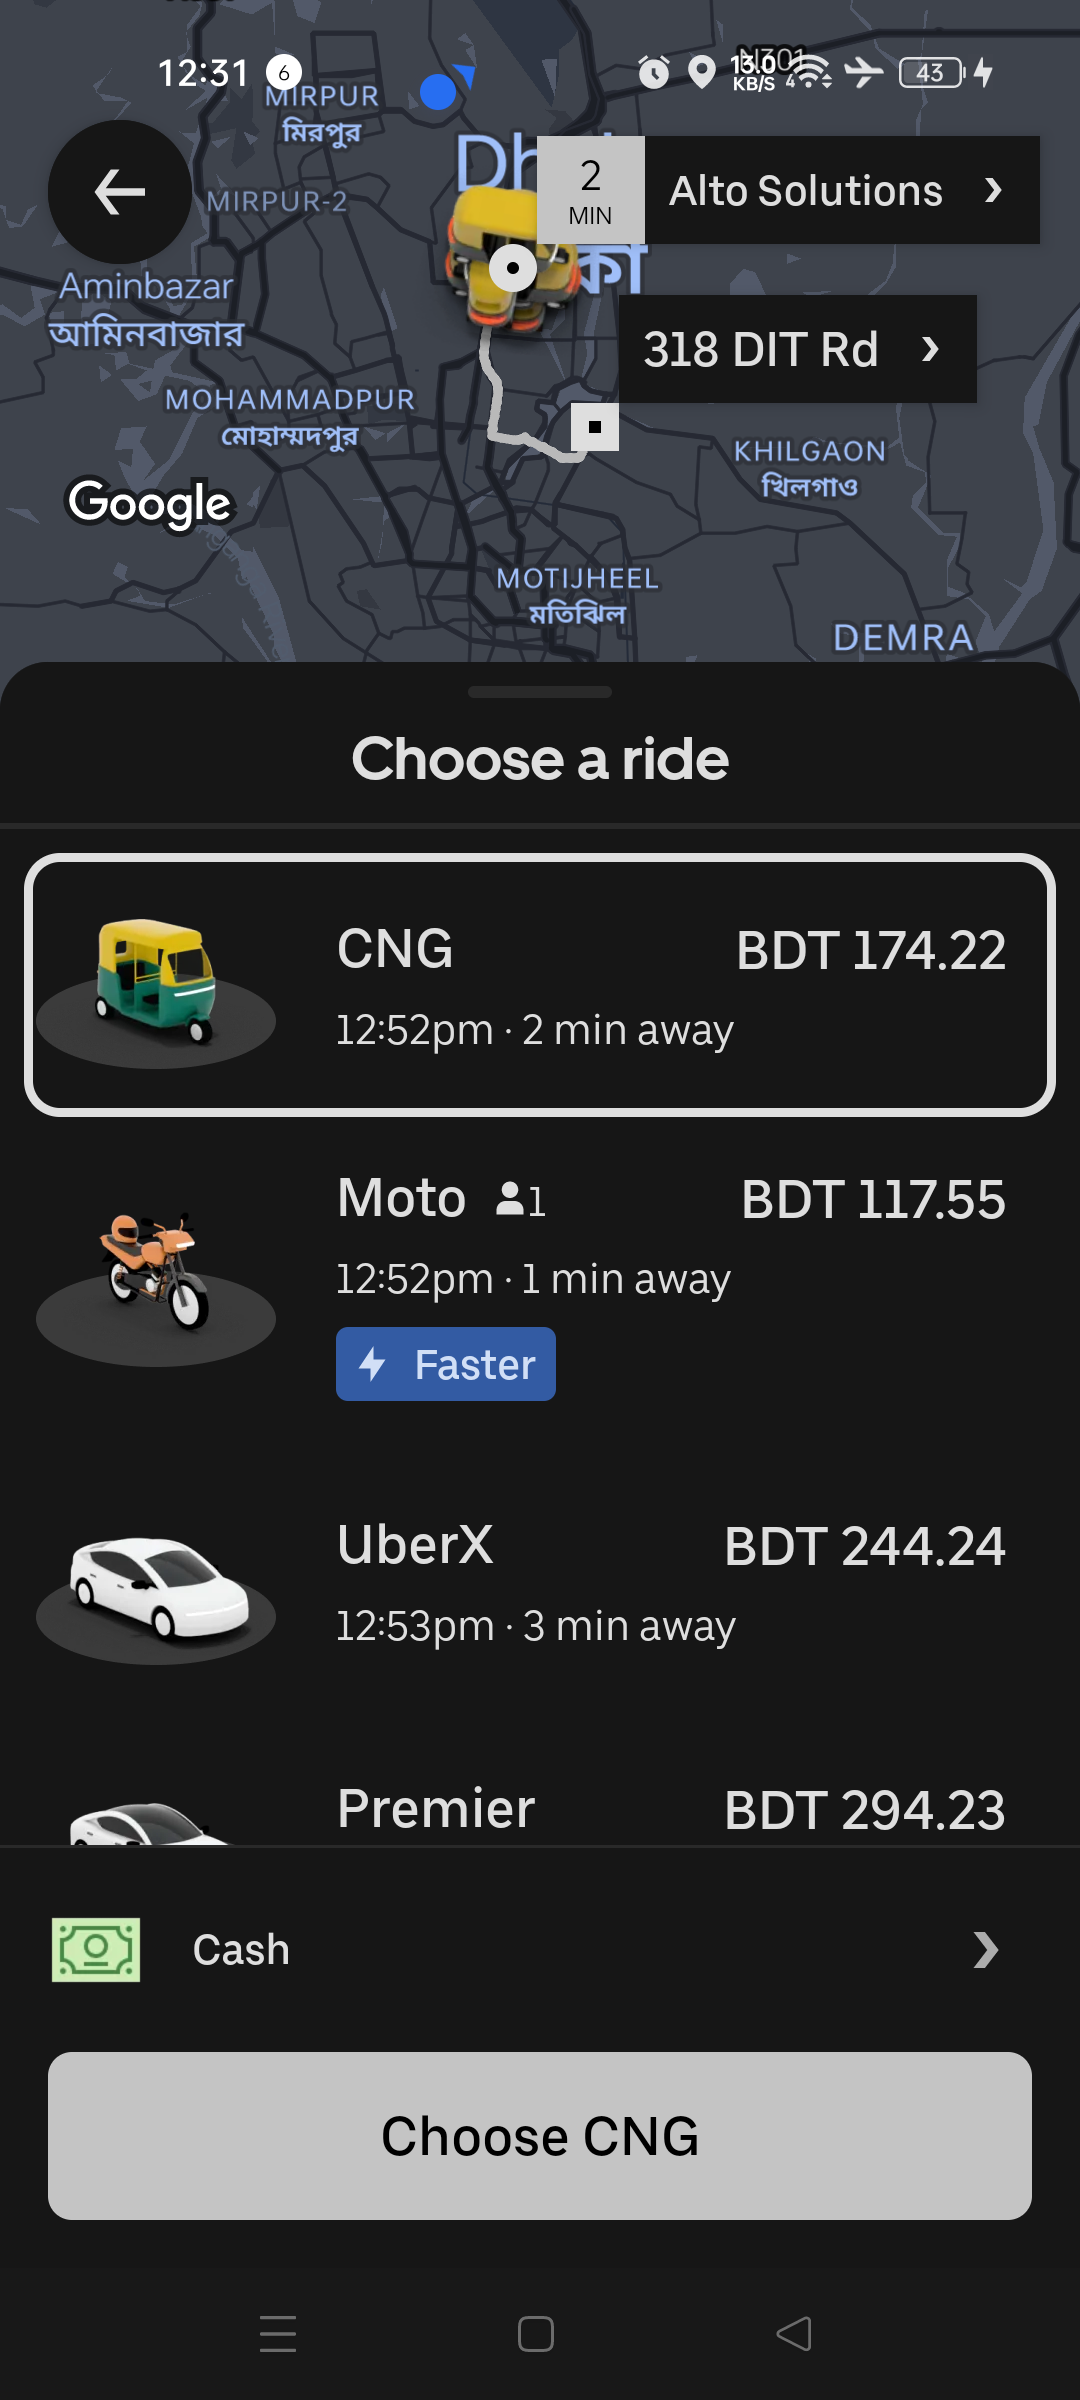 12:31 6
13.0 KB/S
4
43
N301
MIRPUR
মিরপুর
MIRPUR-2
2 MIN
Alto Solutions
Aminbazar
আমিনবাজার
318 DIT Rd
MOHAMMADPUR
মোহাম্মদপুর
KHILGAON
খিলগাও
Google
MOTIJHEEL
মতিঝিল
DEMRA
Choose a ride
CNG BDT 174.22
12:52pm · 2 min away
Moto 1 BDT 117.55
12:52pm · 1 min away
Faster
UberX BDT 244.24
12:53pm · 3 min away
Premier BDT 294.23
Cash
Choose CNG